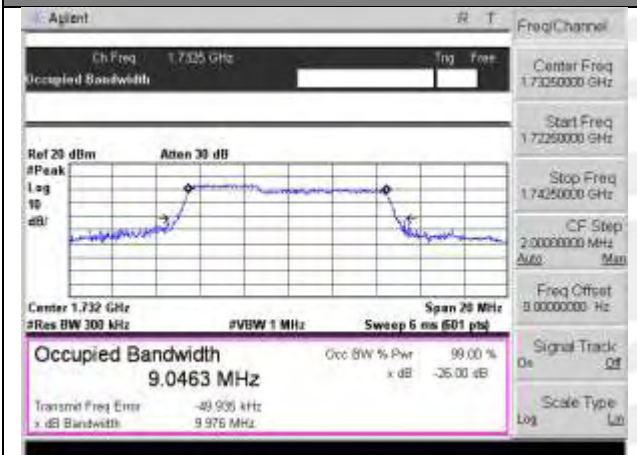 Agilent
R T
Ch Freq 1.7325 GHz Trig Free
Occupied Bandwidth
Ref 20 dBm Atten 30 dB
#Peak
Log
10
dB/
Center 1.732 GHz Span 20 MHz
#Res BW 300 kHz #VBW 1 MHz Sweep 6 ms (601 pts)
Occupied Bandwidth
9.0463 MHz
Occ BW % Pwr 99.00 %
x dB -26.00 dB
Transmit Freq Error -49.935 kHz
x dB Bandwidth 9.976 MHz
Freq/Channel
Center Freq
1.73250000 GHz
Start Freq
1.72250000 GHz
Stop Freq
1.74250000 GHz
CF Step
2.00000000 MHz
Auto Man
Freq Offset
0.00000000 Hz
Signal Track
On Off
Scale Type
Log Lin